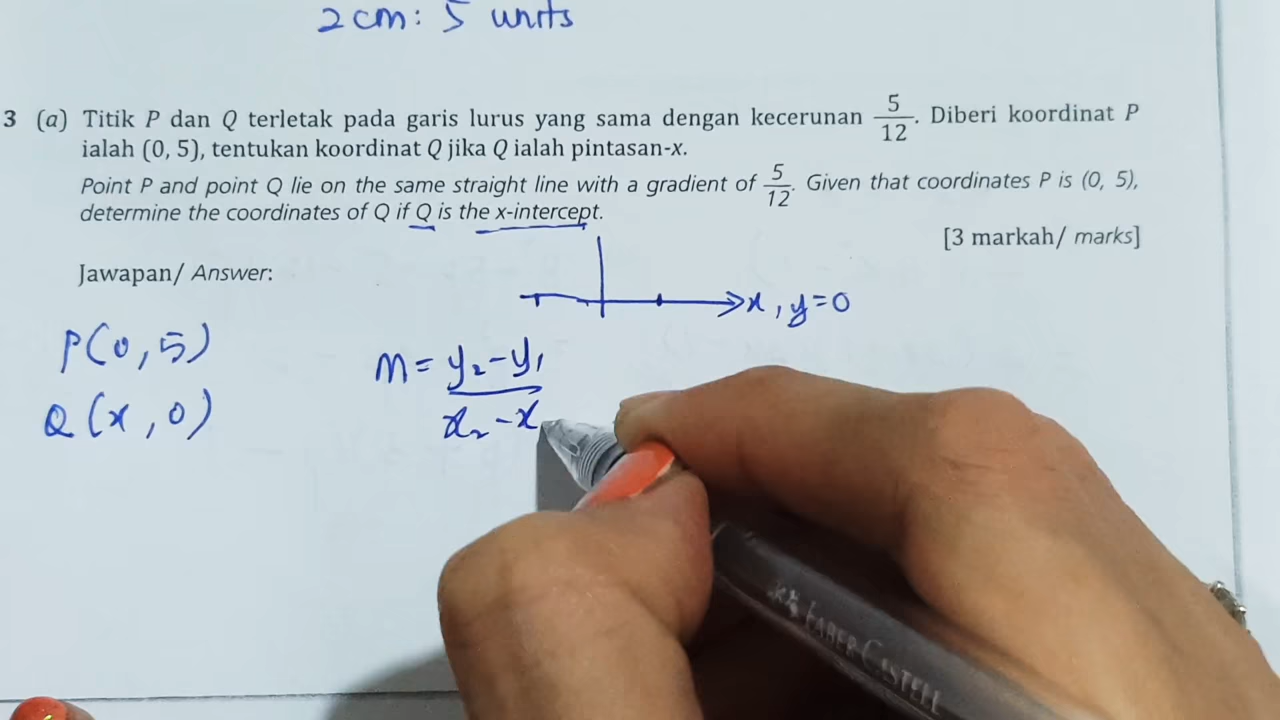 2 cm : 5 units
3 (a) Titik P dan Q terletak pada garis lurus yang sama dengan kecerunan 5/12. Diberi koordinat P
ialah (0, 5), tentukan koordinat Q jika Q ialah pintasan-x.
Point P and point Q lie on the same straight line with a gradient of 5/12. Given that coordinates P is (0, 5),
determine the coordinates of Q if Q is the x-intercept.
[3 markah/ marks]
Jawapan/ Answer:
x , y = 0
P(0, 5)
Q (x , 0)
m = y₂ - y₁
x₂ - x
FABER CASTELL